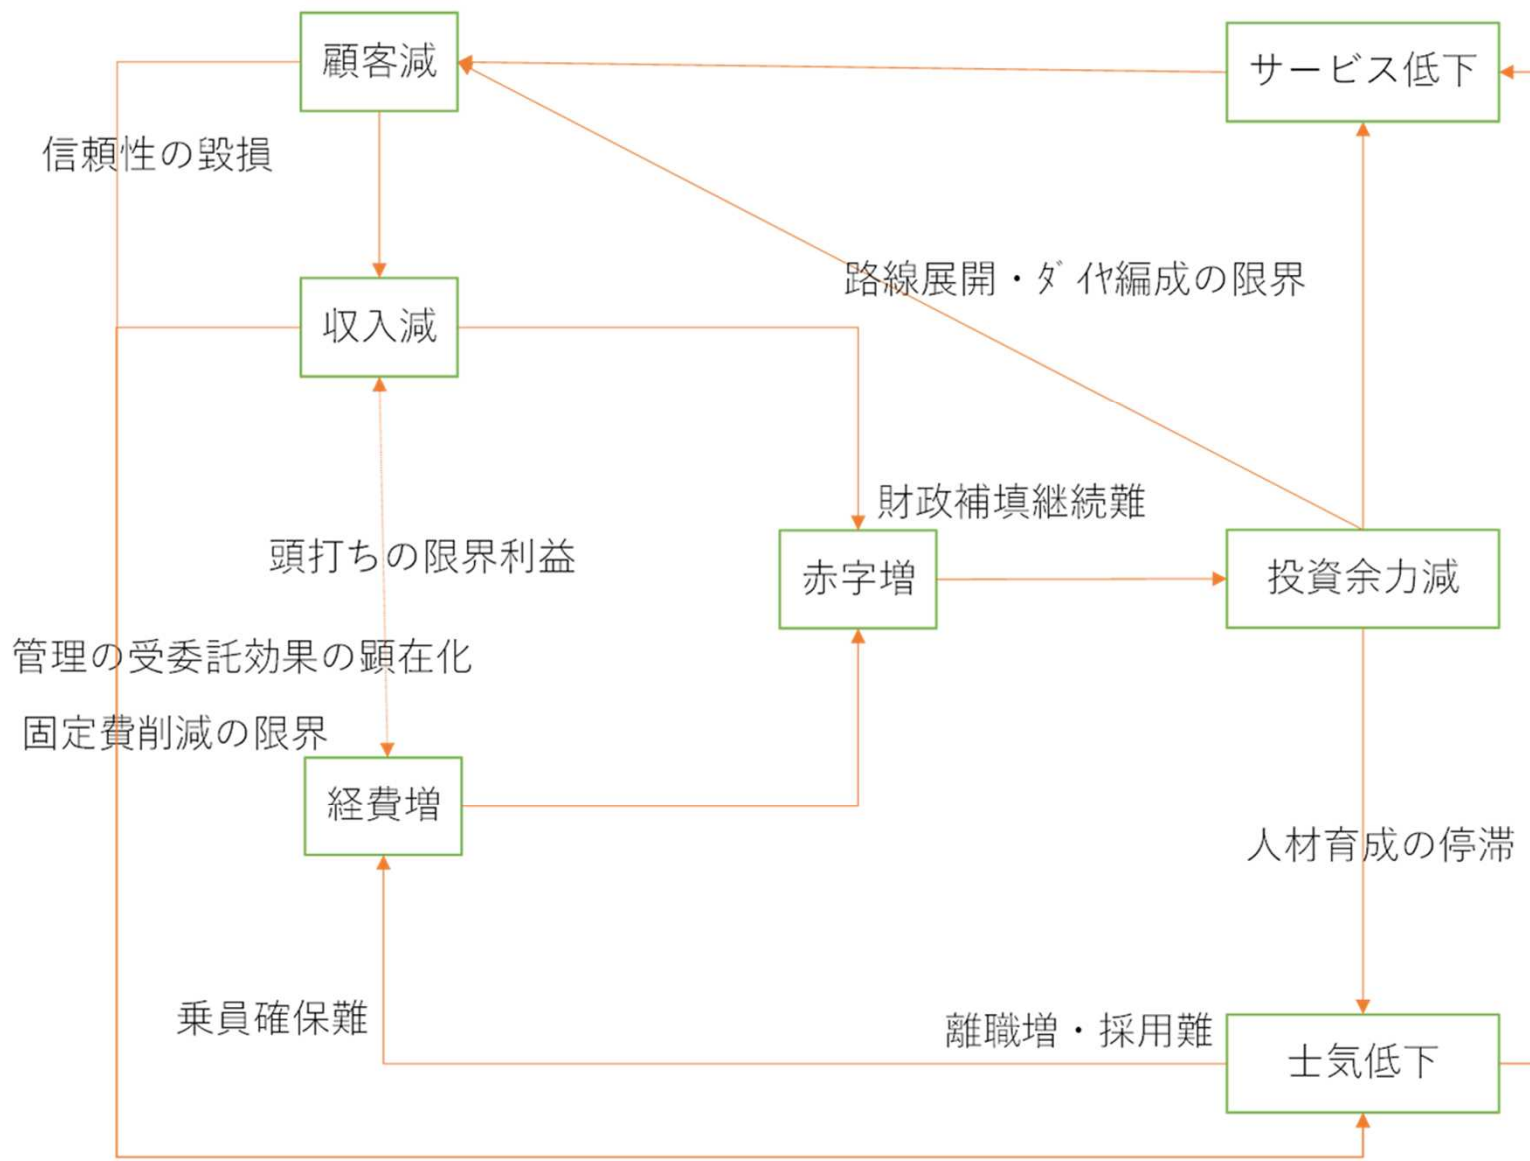 顧客減
サービス低下
信頼性の毀損
路線展開・ダイヤ編成の限界
収入減
財政補填継続難
頭打ちの限界利益
赤字増
投資余力減
管理の受委託効果の顕在化
固定費削減の限界
経費増
人材育成の停滞
乗員確保難
離職増・採用難
士気低下